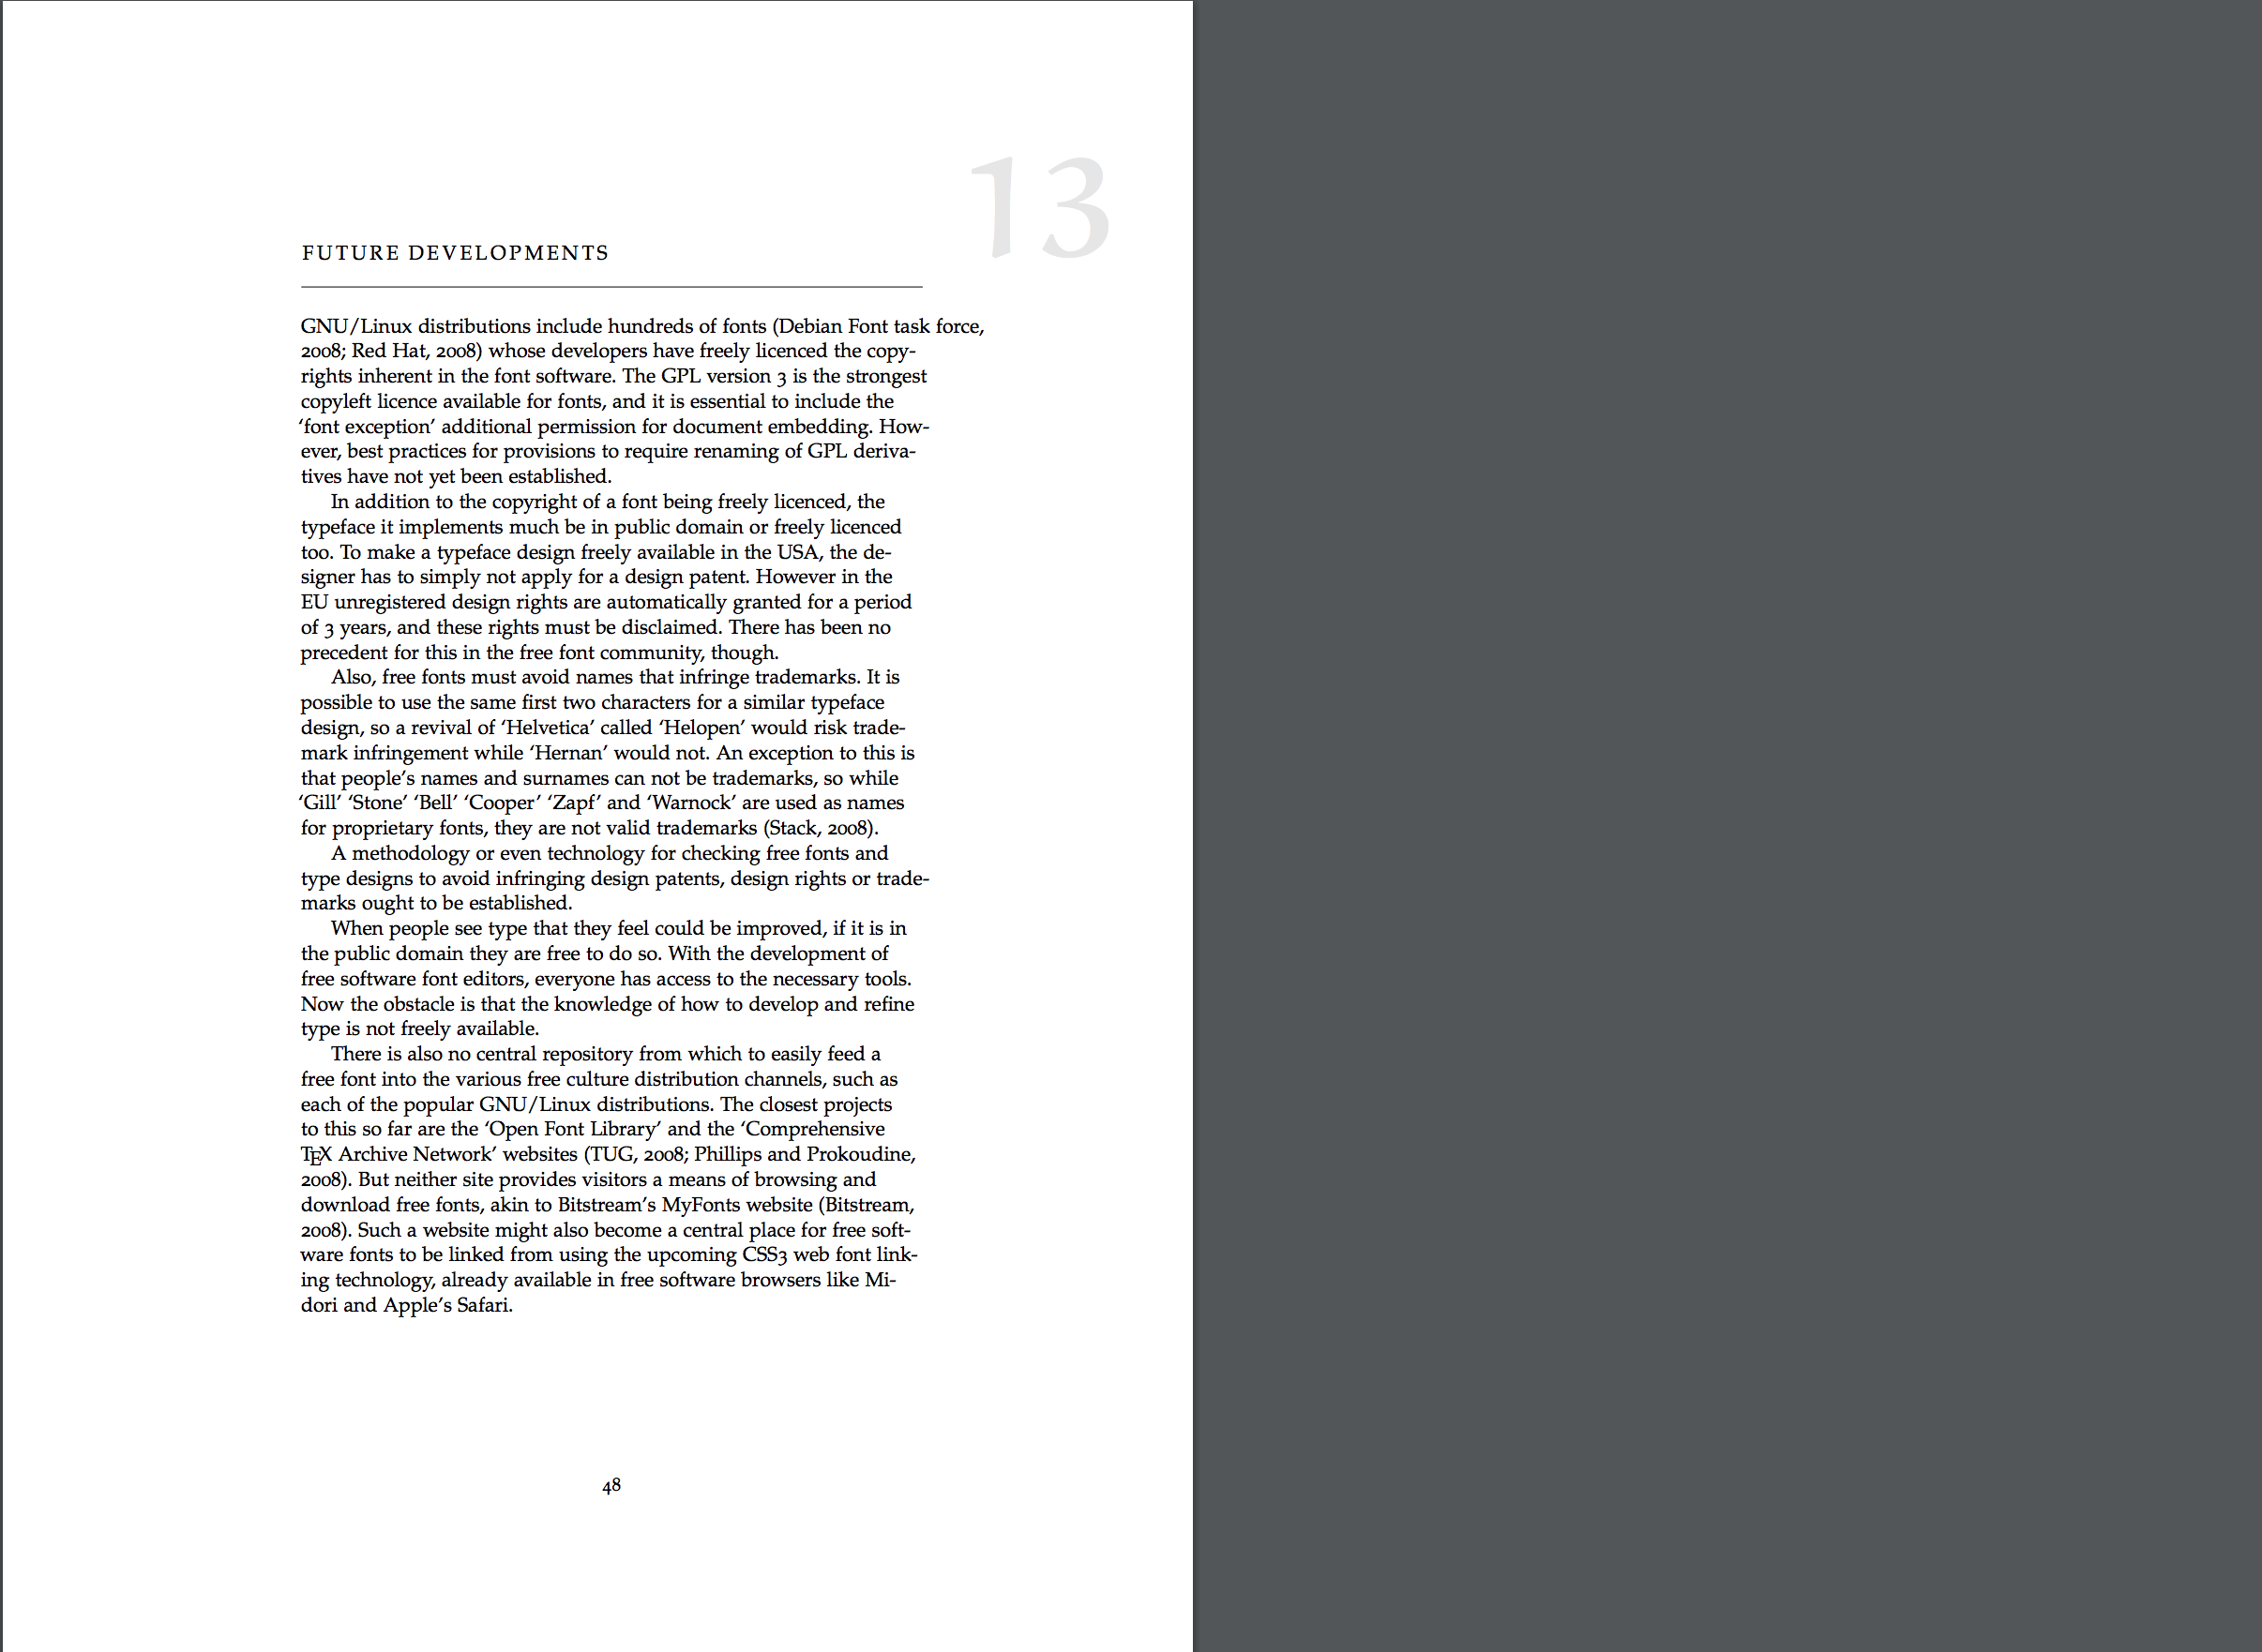 13
FUTURE DEVELOPMENTS
GNU/Linux distributions include hundreds of fonts (Debian Font task force,
2008; Red Hat, 2008) whose developers have freely licenced the copy-
rights inherent in the font software. The GPL version 3 is the strongest
copyleft licence available for fonts, and it is essential to include the
‘font exception’ additional permission for document embedding. How-
ever, best practices for provisions to require renaming of GPL deriva-
tives have not yet been established.
In addition to the copyright of a font being freely licenced, the
typeface it implements much be in public domain or freely licenced
too. To make a typeface design freely available in the USA, the de-
signer has to simply not apply for a design patent. However in the
EU unregistered design rights are automatically granted for a period
of 3 years, and these rights must be disclaimed. There has been no
precedent for this in the free font community, though.
Also, free fonts must avoid names that infringe trademarks. It is
possible to use the same first two characters for a similar typeface
design, so a revival of ‘Helvetica’ called ‘Helopen’ would risk trade-
mark infringement while ‘Hernan’ would not. An exception to this is
that people’s names and surnames can not be trademarks, so while
‘Gill’ ‘Stone’ ‘Bell’ ‘Cooper’ ‘Zapf’ and ‘Warnock’ are used as names
for proprietary fonts, they are not valid trademarks (Stack, 2008).
A methodology or even technology for checking free fonts and
type designs to avoid infringing design patents, design rights or trade-
marks ought to be established.
When people see type that they feel could be improved, if it is in
the public domain they are free to do so. With the development of
free software font editors, everyone has access to the necessary tools.
Now the obstacle is that the knowledge of how to develop and refine
type is not freely available.
There is also no central repository from which to easily feed a
free font into the various free culture distribution channels, such as
each of the popular GNU/Linux distributions. The closest projects
to this so far are the ‘Open Font Library’ and the ‘Comprehensive
TEX Archive Network’ websites (TUG, 2008; Phillips and Prokoudine,
2008). But neither site provides visitors a means of browsing and
download free fonts, akin to Bitstream’s MyFonts website (Bitstream,
2008). Such a website might also become a central place for free soft-
ware fonts to be linked from using the upcoming CSS3 web font link-
ing technology, already available in free software browsers like Mi-
dori and Apple’s Safari.
48